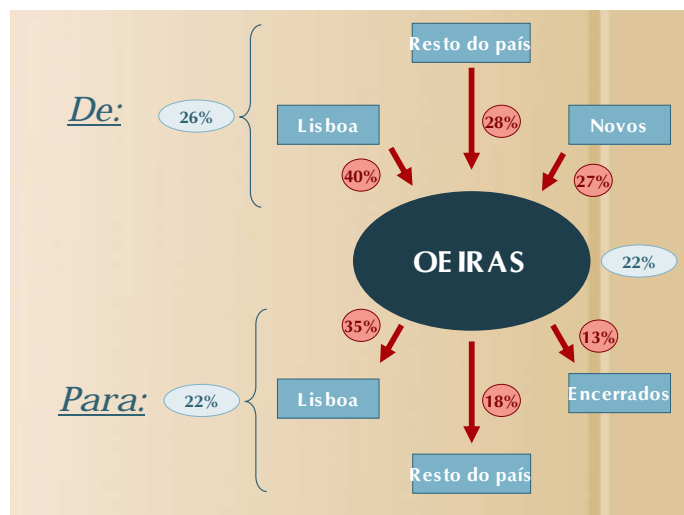 Resto do país
De:
26%
Lisboa
28%
Novos
40%
27%
OEIRAS
22%
35%
13%
Para:
22%
Lisboa
18%
Encerrados
Resto do país